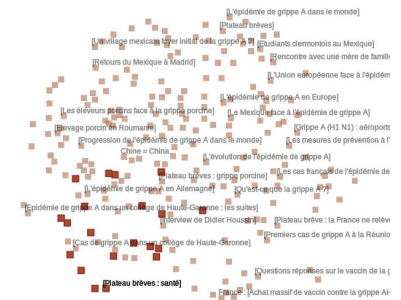 [L'épidémie de grippe A dans le monde]
[Plateau brèves]
[Un village mexicain foyer initial de la grippe A ?]
[Etudiants clermontois au Mexique]
[Rencontre avec une mère de famille
[Retours du Mexique à Madrid]
[L'Union européenne face à l'épidém
[L'épidémie de grippe A en Europe]
[Les éleveurs porcins face à la grippe porcine]
[Le Mexique face à l'épidémie de grippe A]
[Elevage porcin en Roumanie]
[Grippe A (H1 N1) : aéroports
[Progression de l'épidémie de grippe A dans le monde]
[Les mesures de prévention à l'
Chine = China
[L'évolution de l'épidémie de grippe A]
[Plateau brèves : grippe porcine]
[Les cas français de l'épidémie de
[L'épidémie de grippe A en Allemagne]
[Qu'est-ce que la grippe A ?]
[Epidémie de grippe A dans un collège de Haute-Garonne : les suites]
[Interview de Didier Houssin]
[Plateau brève : la France ne relève
[Premiers cas de grippe A à la Réunio
[Cas de grippe A dans un collège de Haute-Garonne]
[Questions réponses sur le vaccin de la g
[Plateau brèves : santé]
France : [Achat massif de vaccin contre la grippe AH